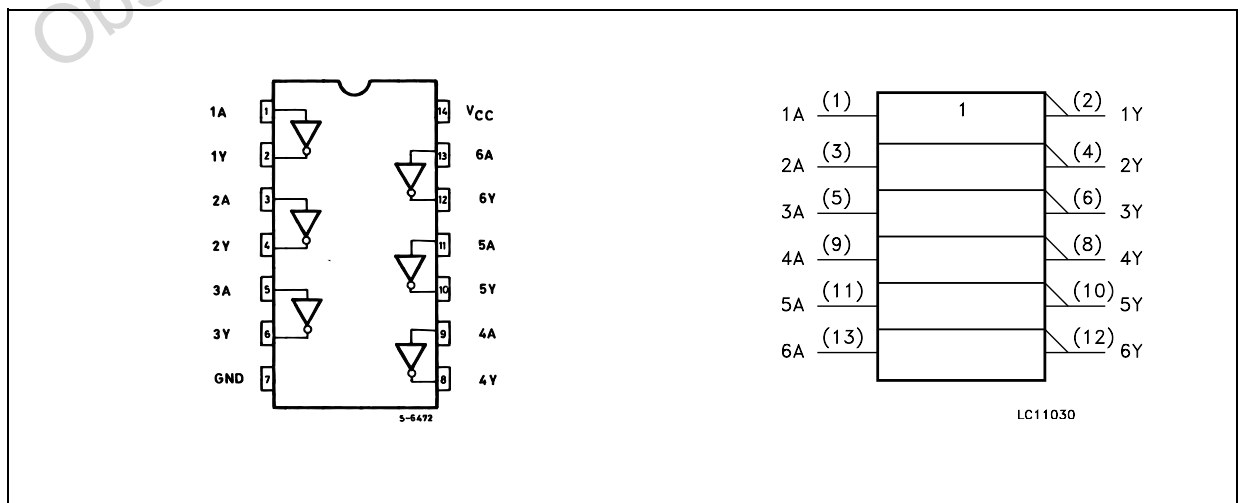 Obs
1A 1 14 VCC
1Y 2 13 6A
2A 3 12 6Y
2Y 4 11 5A
3A 5 10 5Y
3Y 6 9 4A
GND 7 8 4Y
S-6472
1A (1) 1 (2) 1Y
2A (3) (4) 2Y
3A (5) (6) 3Y
4A (9) (8) 4Y
5A (11) (10) 5Y
6A (13) (12) 6Y
LC11030